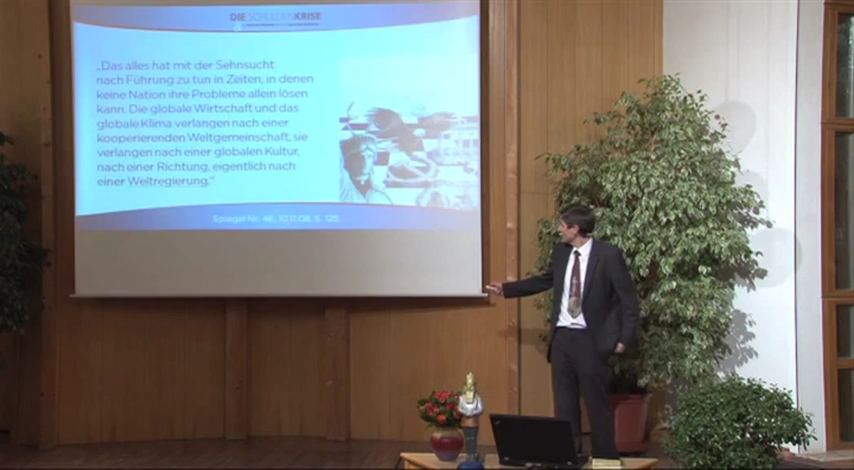 DIE SCHULDENKRISE
„Das alles hat mit der Sehnsucht
nach Führung zu tun in Zeiten, in denen
keine Nation ihre Probleme allein lösen
kann. Die globale Wirtschaft und das
globale Klima verlangen nach einer
kooperierenden Weltgemeinschaft, sie
verlangen nach einer globalen Kultur,
nach einer Richtung, eigentlich nach
einer Weltregierung.“
Spiegel Nr. 46, 10.11.08, S. 125